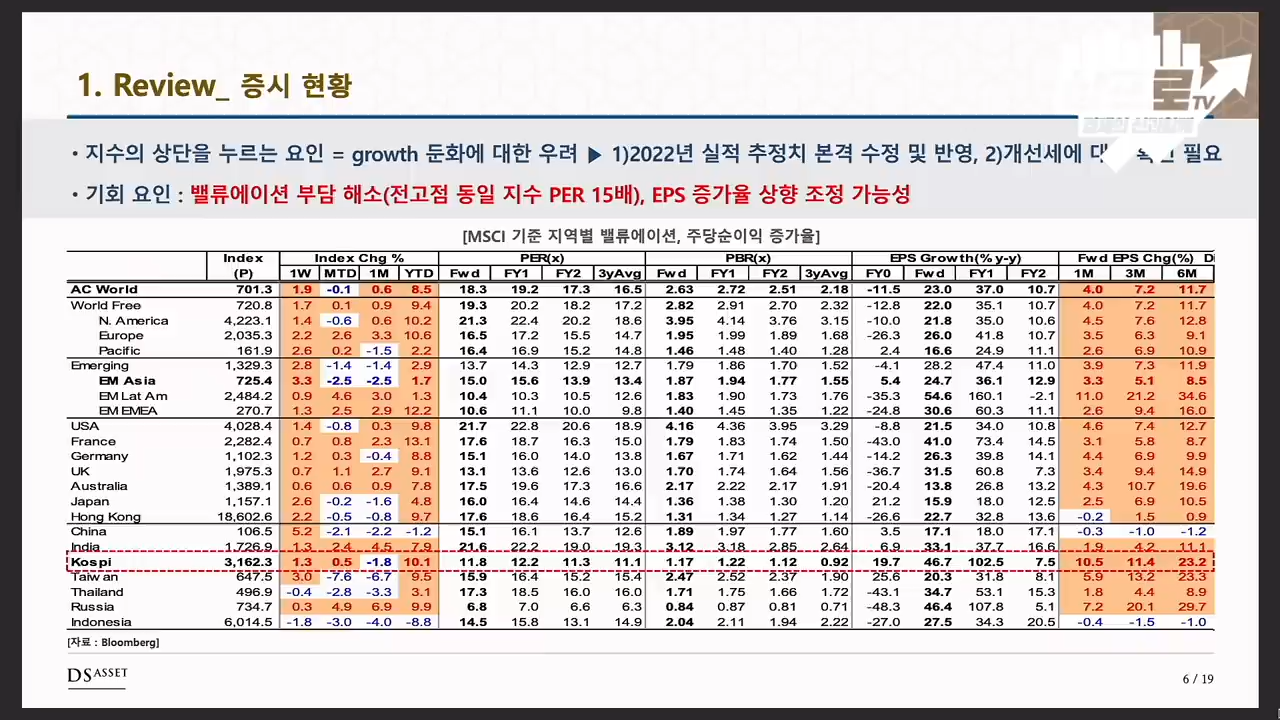 1. Review_ 증시 현황
TV
• 지수의 상단을 누르는 요인 = growth 둔화에 대한 우려 ▶ 1)2022년 실적 추정치 본격 수정 및 반영, 2)개선세에 필요
• 기회 요인 : 밸류에이션 부담 해소(전고점 동일 지수 PER 15배), EPS 증가율 상향 조정 가능성
[MSCI 기준 지역별 밸류에이션, 주당순이익 증가율]
Index Index Chg % PER(x) PBR(x) EPS Growth(% y-y) Fwd EPS Chg(%) Di
(P) 1W MTD 1M YTD Fwd FY1 FY2 3yAvg Fwd FY1 FY2 3yAvg FY0 Fwd FY1 FY2 1M 3M 6M
AC World 701.3 1.9 -0.1 0.6 8.5 18.3 19.2 17.3 16.5 2.63 2.72 2.51 2.18 -11.5 23.0 37.0 10.7 4.0 7.2 11.7
World Free 720.8 1.7 0.1 0.9 9.4 19.3 20.2 18.2 17.2 2.82 2.91 2.70 2.32 -12.8 22.0 35.1 10.7 4.0 7.2 11.7
N. America 4,223.1 1.4 -0.6 0.6 10.2 21.3 22.4 20.2 18.6 3.95 4.14 3.76 3.15 -10.0 21.8 35.0 10.6 4.5 7.6 12.8
Europe 2,035.3 2.2 2.6 3.3 10.6 16.5 17.2 15.5 14.7 1.95 1.99 1.89 1.68 -26.3 26.0 41.8 10.7 3.5 6.3 9.1
Pacific 161.9 2.6 0.2 -1.5 2.2 16.4 16.9 15.2 14.8 1.46 1.48 1.40 1.28 2.4 16.6 24.9 11.1 2.6 6.9 10.9
Emerging 1,329.3 2.8 -1.4 -1.4 2.9 13.7 14.3 12.9 12.7 1.79 1.86 1.70 1.52 -4.1 28.2 47.4 11.0 3.9 7.3 11.9
EM Asia 725.4 3.3 -2.5 -2.5 1.7 15.0 15.6 13.9 13.4 1.87 1.94 1.77 1.55 5.4 24.7 36.1 12.9 3.3 5.1 8.5
EM Lat Am 2,484.2 0.9 4.6 3.0 1.3 10.4 10.3 10.5 12.6 1.83 1.90 1.73 1.76 -35.3 54.6 160.1 -2.1 11.0 21.2 34.6
EM EMEA 270.7 1.3 2.5 2.9 12.2 10.6 11.1 10.0 9.8 1.40 1.45 1.35 1.22 -24.8 30.6 60.3 11.1 2.6 9.4 16.0
USA 4,028.4 1.4 -0.8 0.3 9.8 21.7 22.8 20.6 18.9 4.16 4.36 3.95 3.29 -8.8 21.5 34.0 10.8 4.6 7.4 12.7
France 2,282.4 0.7 0.8 2.3 13.1 17.6 18.7 16.3 15.0 1.79 1.83 1.74 1.50 -43.0 41.0 73.4 14.5 3.1 5.8 8.7
Germany 1,102.3 1.2 0.3 -0.4 8.8 15.1 16.0 14.0 13.8 1.67 1.71 1.62 1.44 -14.2 26.3 39.8 14.1 4.4 6.9 9.9
UK 1,975.3 0.7 1.1 2.7 9.1 13.1 13.6 12.6 13.0 1.70 1.74 1.64 1.56 -36.7 31.5 60.8 7.3 3.4 9.4 14.9
Australia 1,389.1 0.6 0.6 0.9 7.8 17.5 19.6 17.3 16.6 2.17 2.22 2.17 1.91 -20.4 13.8 26.8 13.2 4.3 10.7 19.6
Japan 1,157.1 2.6 -0.2 -1.6 4.8 16.0 16.4 14.6 14.4 1.36 1.38 1.30 1.20 21.2 15.9 18.0 12.5 2.5 6.9 10.5
Hong Kong 18,602.6 2.2 -0.5 -0.8 9.7 17.6 18.6 16.4 15.2 1.31 1.34 1.27 1.14 -26.6 22.7 32.8 13.6 -0.2 1.5 0.9
China 106.5 5.2 -2.1 -2.2 -1.2 15.1 16.1 13.7 12.6 1.89 1.97 1.77 1.60 3.5 17.1 18.0 17.1 -0.3 -1.0 -1.2
India 1,726.9 1.3 2.4 4.5 7.9 21.6 22.2 19.0 19.3 3.12 3.18 2.85 2.64 6.9 33.1 37.7 16.6 1.9 4.2 11.1
Kospi 3,162.3 1.3 0.5 -1.8 10.1 11.8 12.2 11.3 11.1 1.17 1.22 1.12 0.92 19.7 46.7 102.5 7.5 10.5 11.4 23.2
Taiwan 647.5 3.0 -7.6 -6.7 9.5 15.9 16.4 15.2 15.4 2.47 2.52 2.37 1.90 25.6 20.3 31.8 8.1 5.9 13.2 23.3
Thailand 496.9 -0.4 -2.8 -3.3 3.1 17.3 18.5 16.0 16.0 1.71 1.75 1.66 1.72 -43.1 34.7 53.1 15.3 1.8 4.4 8.9
Russia 734.7 0.3 4.9 6.9 9.9 6.8 7.0 6.6 6.3 0.84 0.87 0.81 0.71 -48.3 46.4 107.8 5.1 7.2 20.1 29.7
Indonesia 6,014.5 -1.8 -3.0 -4.0 -8.8 14.5 15.8 13.1 14.9 2.04 2.11 1.94 2.22 -27.0 27.5 34.3 20.5 -0.4 -1.5 -1.0
[자료 : Bloomberg]
DS ASSET
6 / 19